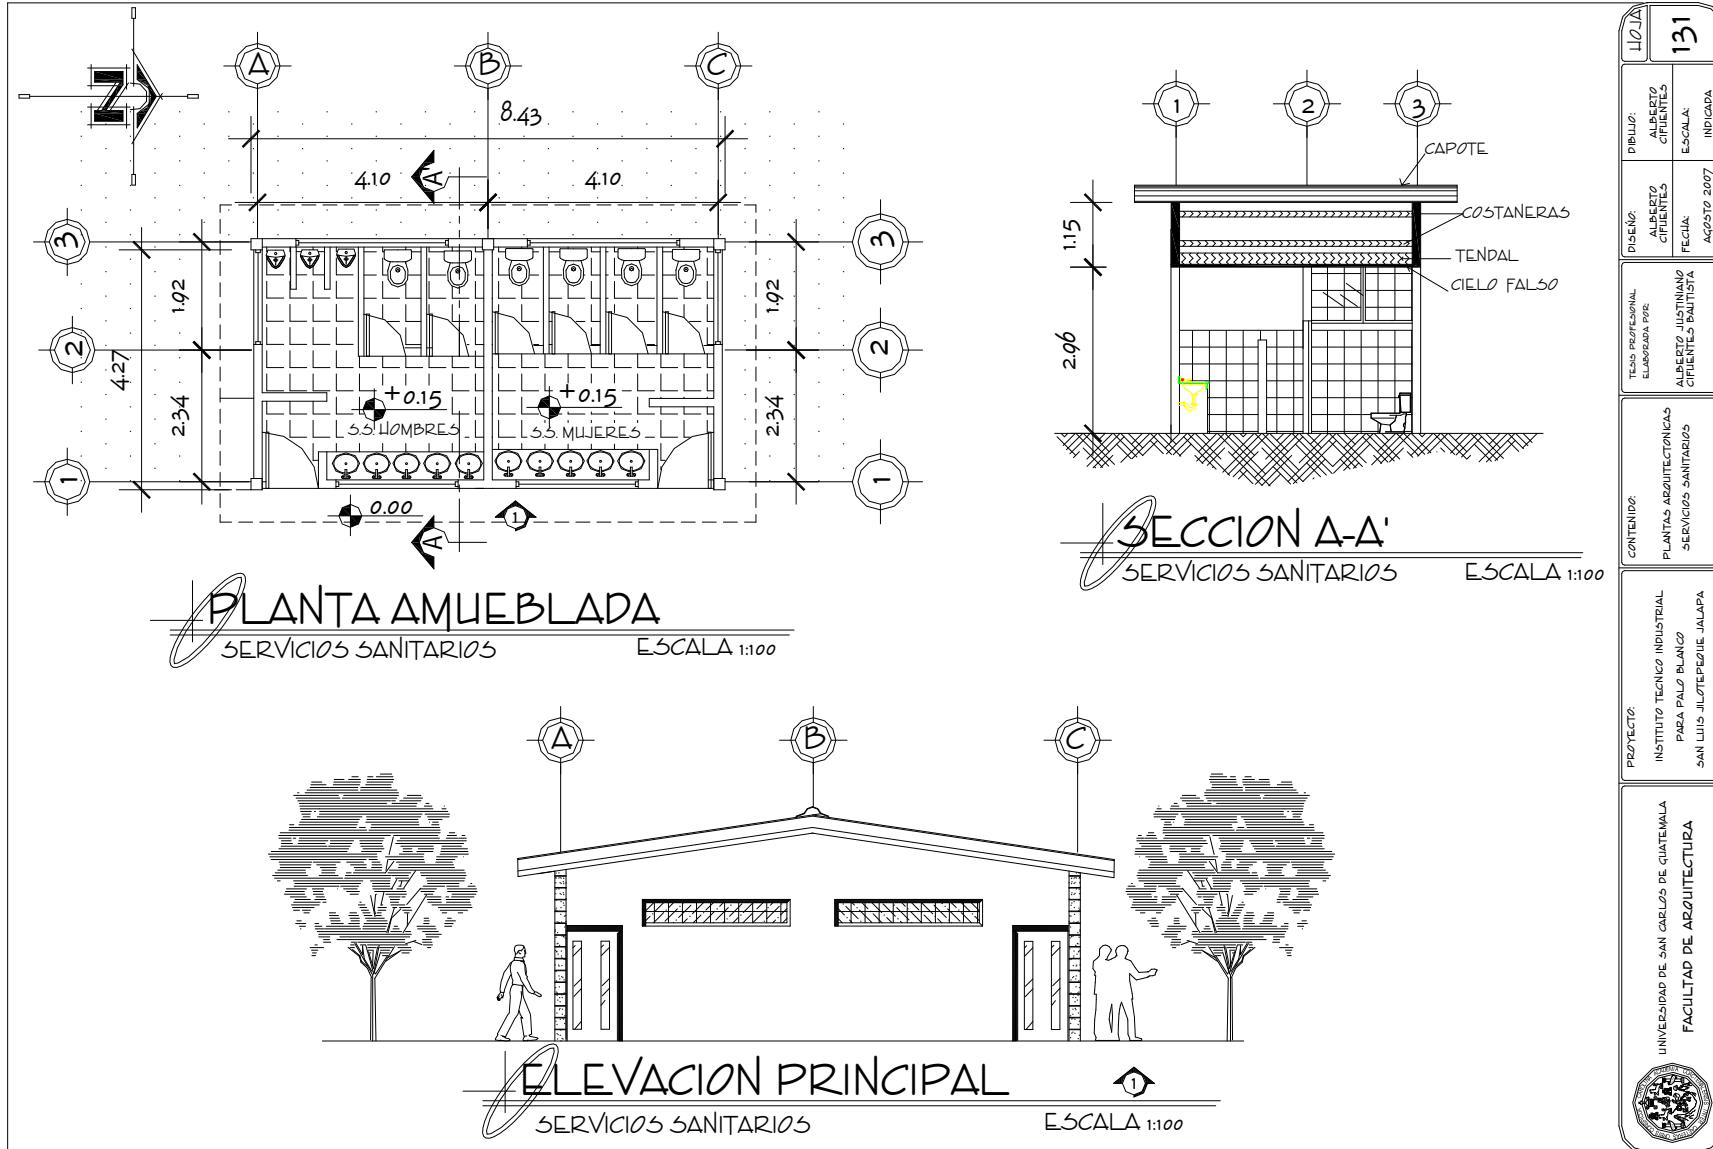 N
A
B
C
8.43
4.10
A
4.10
3
3
1.92
1.92
2
2
4.27
2.34
2.34
+0.15
+0.15
S.S. HOMBRES
S.S. MUJERES
1
1
0.00
1
A
PLANTA AMUEBLADA
SERVICIOS SANITARIOS
ESCALA 1:100
1
2
3
CAPOTE
COSTANERAS
1.15
TENDAL
CIELO FALSO
2.96
SECCION A-A'
SERVICIOS SANITARIOS
ESCALA 1:100
A
B
C
ELEVACION PRINCIPAL
1
SERVICIOS SANITARIOS
ESCALA 1:100
HOJA
131
DIBUJO:
ALBERTO
CIFUENTES
ESCALA:
INDICADA
DISEÑO:
ALBERTO
CIFUENTES
FECHA:
AGOSTO 2007
TESIS PROFESIONAL
ELABORADA POR:
ALBERTO JUSTINIANO
CIFUENTES BAUTISTA
CONTENIDO:
PLANTAS ARQUITECTONICAS
SERVICIOS SANITARIOS
PROYECTO:
INSTITUTO TECNICO INDUSTRIAL
PARA PALO BLANCO
SAN LUIS JILOTEPEQUE JALAPA
UNIVERSIDAD DE SAN CARLOS DE GUATEMALA
FACULTAD DE ARQUITECTURA